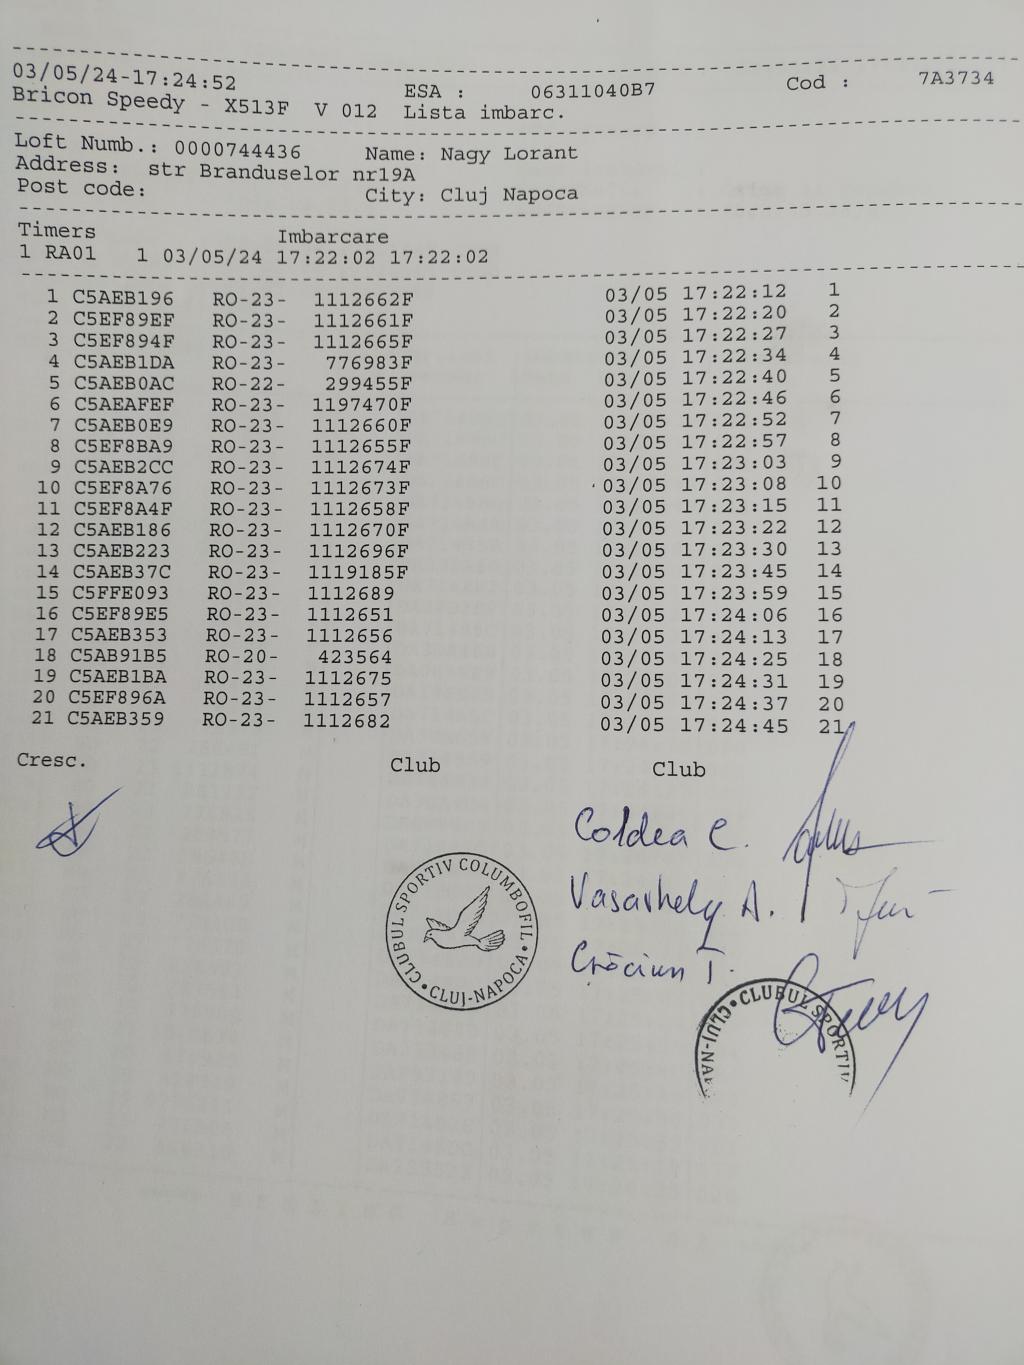 03/05/24-17:24:52 ESA : 06311040B7 Cod : 7A3734
Bricon Speedy - X513F V 012 Lista imbarc.
Loft Numb.: 0000744436 Name: Nagy Lorant
Address: str Branduselor nr19A
Post code: City: Cluj Napoca
Timers Imbarcare
1 RA01 1 03/05/24 17:22:02 17:22:02
1 C5AEB196 RO-23- 1112662F 03/05 17:22:12 1
2 C5EF89EF RO-23- 1112661F 03/05 17:22:20 2
3 C5EF894F RO-23- 1112665F 03/05 17:22:27 3
4 C5AEB1DA RO-23- 776983F 03/05 17:22:34 4
5 C5AEB0AC RO-22- 299455F 03/05 17:22:40 5
6 C5AEAFEF RO-23- 1197470F 03/05 17:22:46 6
7 C5AEB0E9 RO-23- 1112660F 03/05 17:22:52 7
8 C5EF8BA9 RO-23- 1112655F 03/05 17:22:57 8
9 C5AEB2CC RO-23- 1112674F 03/05 17:23:03 9
10 C5EF8A76 RO-23- 1112673F 03/05 17:23:08 10
11 C5EF8A4F RO-23- 1112658F 03/05 17:23:15 11
12 C5AEB186 RO-23- 1112670F 03/05 17:23:22 12
13 C5AEB223 RO-23- 1112696F 03/05 17:23:30 13
14 C5AEB37C RO-23- 1119185F 03/05 17:23:45 14
15 C5FFE093 RO-23- 1112689 03/05 17:23:59 15
16 C5EF89E5 RO-23- 1112651 03/05 17:24:06 16
17 C5AEB353 RO-23- 1112656 03/05 17:24:13 17
18 C5AB91B5 RO-20- 423564 03/05 17:24:25 18
19 C5AEB1BA RO-23- 1112675 03/05 17:24:31 19
20 C5EF896A RO-23- 1112657 03/05 17:24:37 20
21 C5AEB359 RO-23- 1112682 03/05 17:24:45 21
Cresc. Club Club
Coldea C.
Vasarhely A.
Crăciun T.
CLUBUL SPORTIV COLUMBOFIL
• CLUJ-NAPOCA •
CLUJ-NAP • CLUBUL SPORTIV